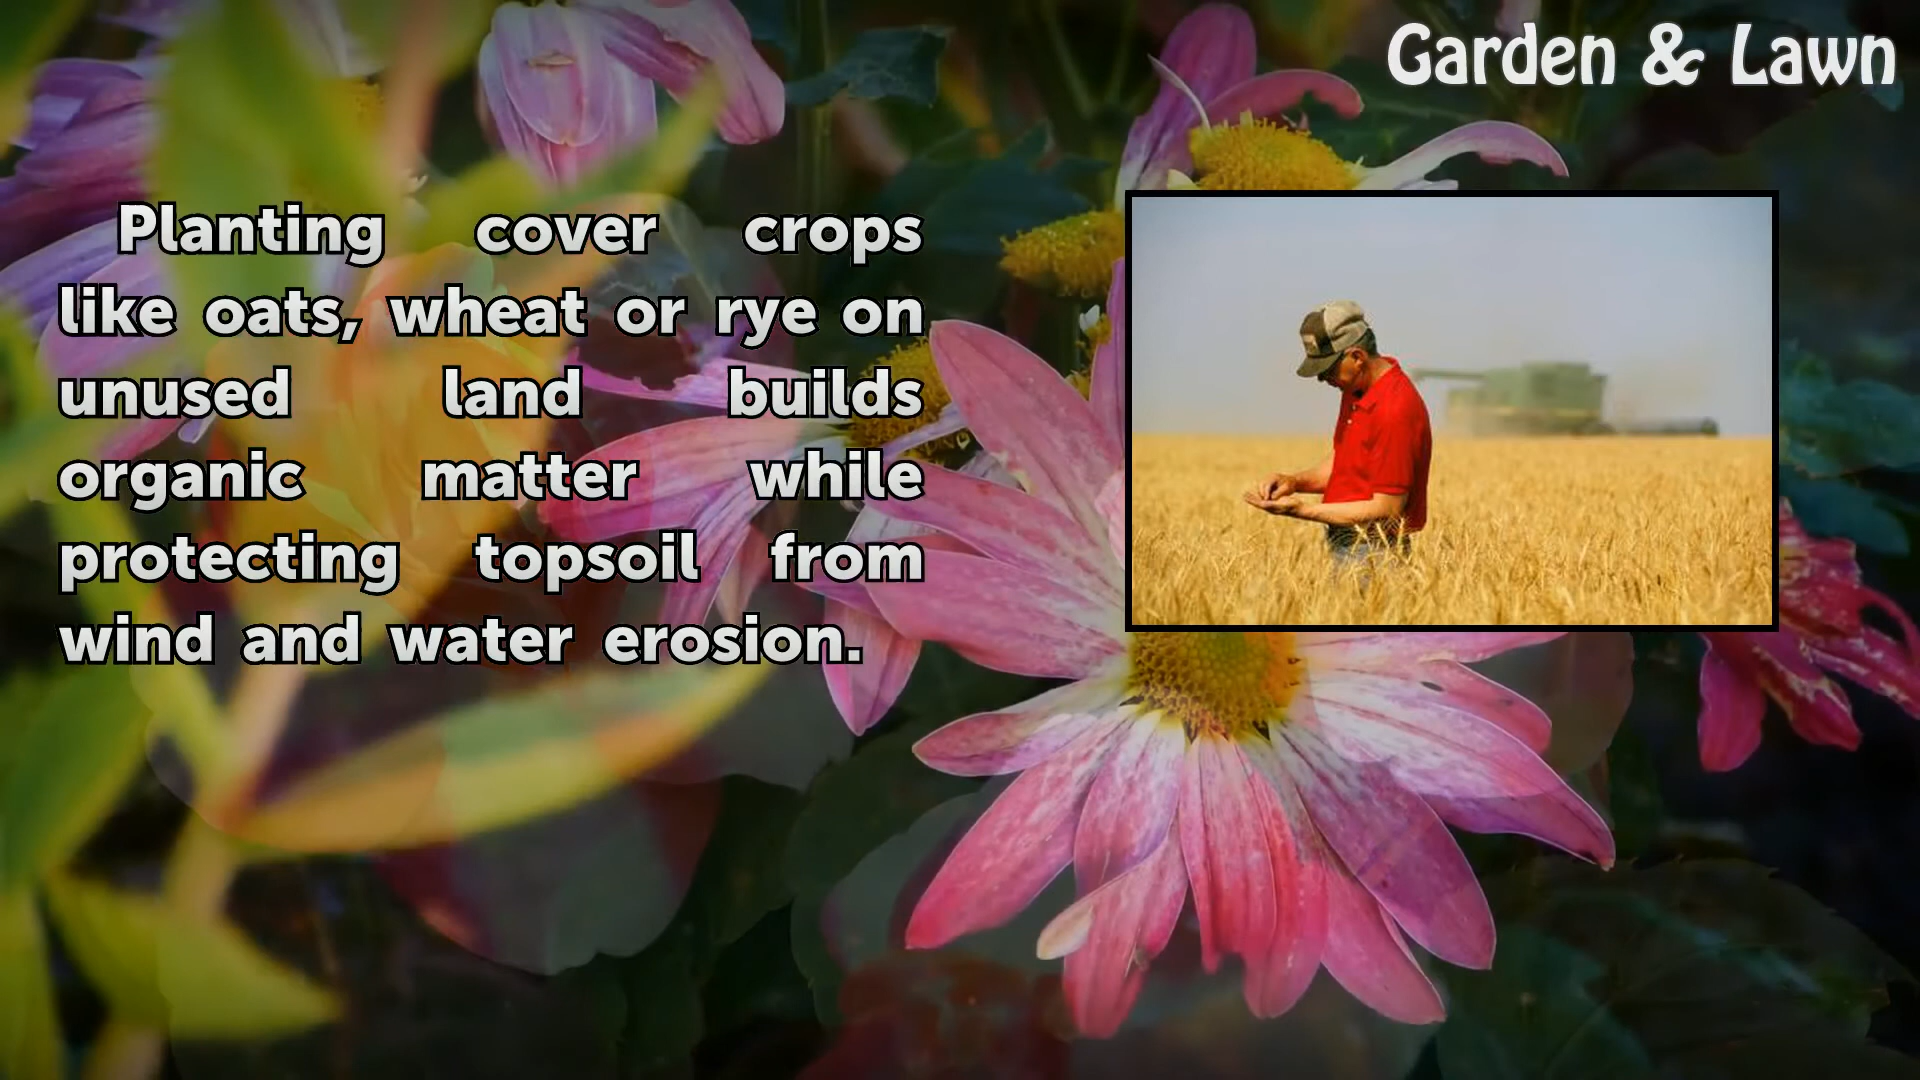 Garden & Lawn
Planting cover crops
like oats, wheat or rye on
unused land builds
organic matter while
protecting topsoil from
wind and water erosion.